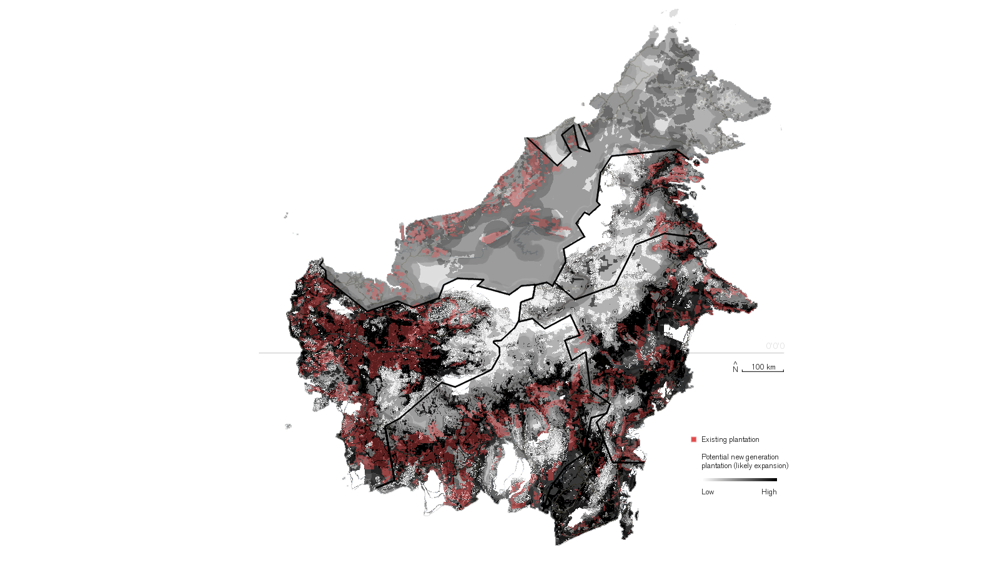 0°0'0
^
N
100 km
Existing plantation
Potential new generation
plantation (likely expansion)
Low
High